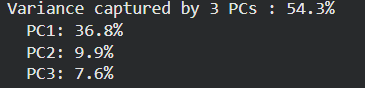 Variance captured by 3 PCs : 54.3%
PC1: 36.8%
PC2: 9.9%
PC3: 7.6%